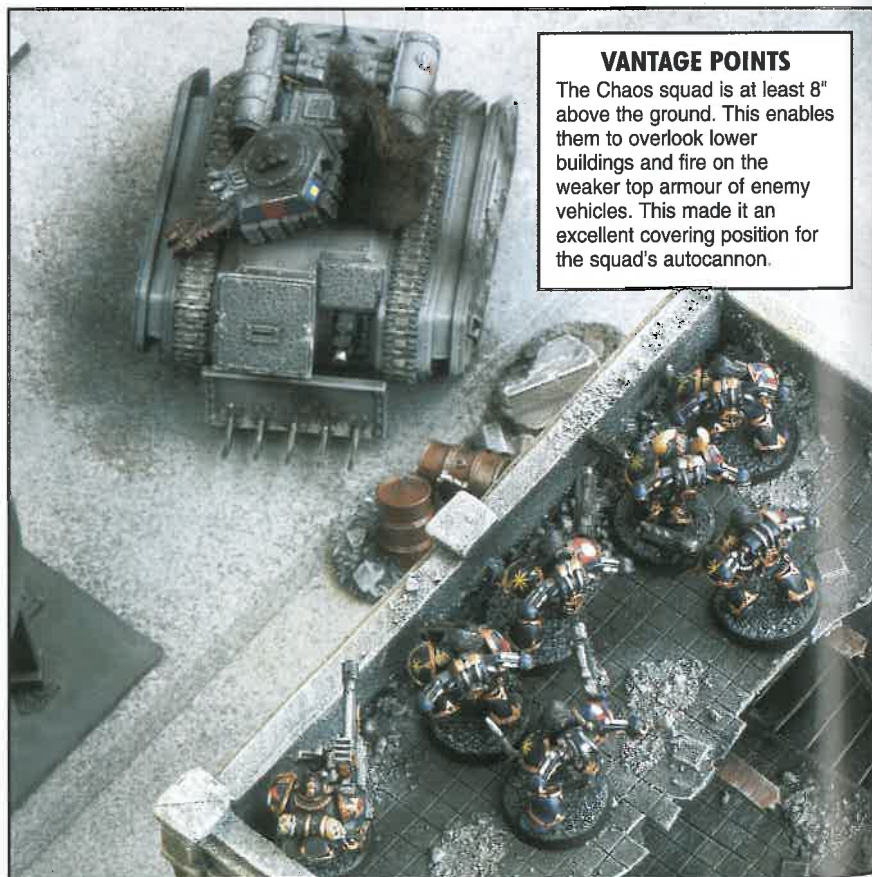 VANTAGE POINTS
The Chaos squad is at least 8"
above the ground. This enables
them to overlook lower
buildings and fire on the
weaker top armour of enemy
vehicles. This made it an
excellent covering position for
the squad's autocannon.